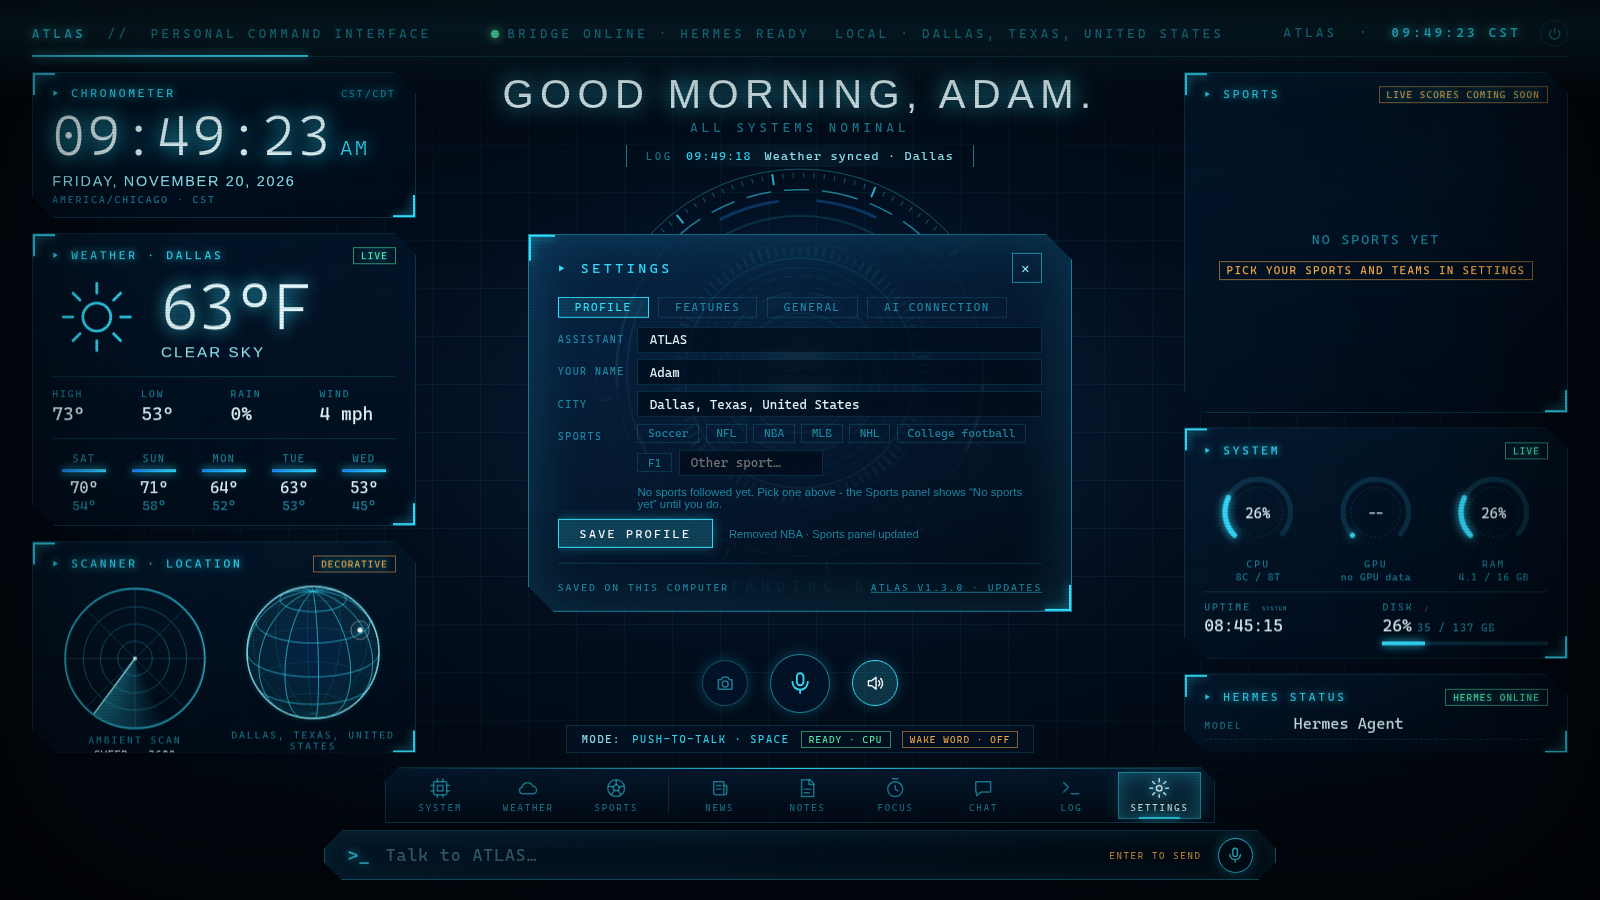 ATLAS // PERSONAL COMMAND INTERFACE
BRIDGE ONLINE · HERMES READY LOCAL · DALLAS, TEXAS, UNITED STATES
ATLAS · 09:49:23 CST
CHRONOMETER CST/CDT
09:49:23 AM
FRIDAY, NOVEMBER 20, 2026
AMERICA/CHICAGO · CST
WEATHER · DALLAS LIVE
63°F
CLEAR SKY
HIGH LOW RAIN WIND
73° 53° 0% 4 mph
SAT SUN MON TUE WED
70° 71° 64° 63° 53°
54° 58° 52° 53° 45°
SCANNER · LOCATION DECORATIVE
AMBIENT SCAN
DALLAS, TEXAS, UNITED
STATES
GOOD MORNING, ADAM.
ALL SYSTEMS NOMINAL
LOG 09:49:18 Weather synced · Dallas
SETTINGS ×
PROFILE FEATURES GENERAL AI CONNECTION
ASSISTANT ATLAS
YOUR NAME Adam
CITY Dallas, Texas, United States
SPORTS Soccer NFL NBA MLB NHL College football
F1 Other sport…
No sports followed yet. Pick one above - the Sports panel shows “No sports
yet” until you do.
SAVE PROFILE Removed NBA · Sports panel updated
SAVED ON THIS COMPUTER ATLAS V1.3.0 · UPDATES
MODE: PUSH-TO-TALK · SPACE READY · CPU WAKE WORD · OFF
SYSTEM WEATHER SPORTS NEWS NOTES FOCUS CHAT LOG SETTINGS
>_ Talk to ATLAS… ENTER TO SEND
SPORTS LIVE SCORES COMING SOON
NO SPORTS YET
PICK YOUR SPORTS AND TEAMS IN SETTINGS
SYSTEM LIVE
26% -- 26%
CPU GPU RAM
8C / 8T no GPU data 4.1 / 16 GB
UPTIME SYSTEM DISK /
08:45:15 26% 35 / 137 GB
HERMES STATUS HERMES ONLINE
MODEL Hermes Agent